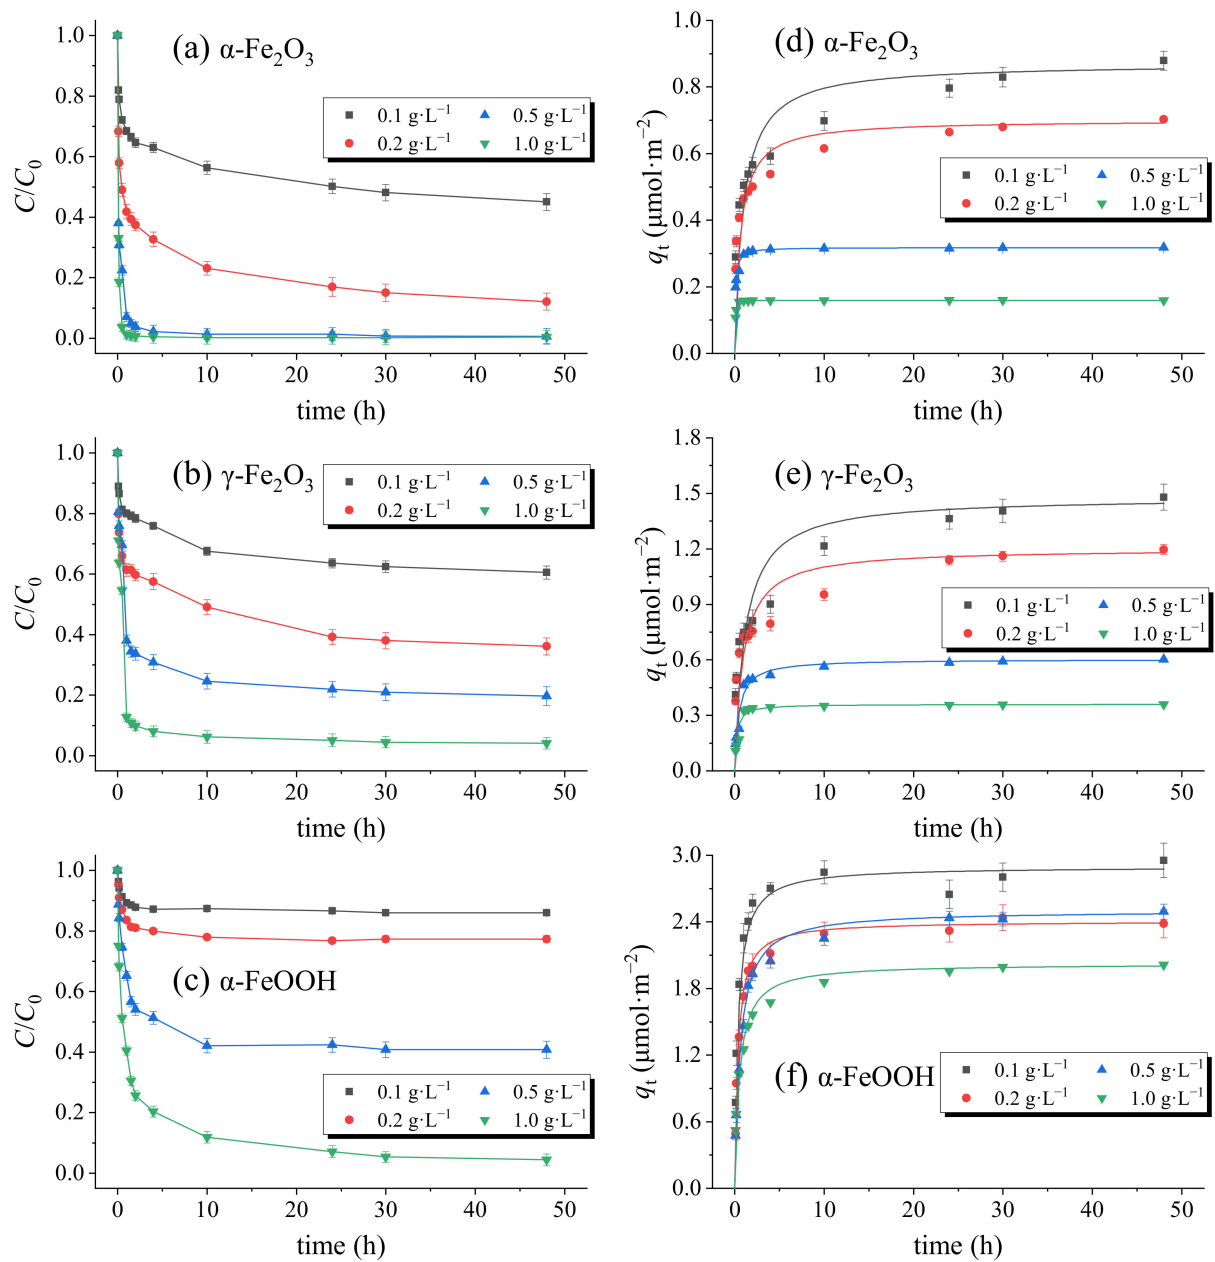 (a) α-Fe₂O₃
1.0
0.8
0.6
0.4
0.2
0.0
C/C₀
0.1 g·L⁻¹ 0.5 g·L⁻¹
0.2 g·L⁻¹ 1.0 g·L⁻¹
0 10 20 30 40 50
time (h)
(d) α-Fe₂O₃
1.0
0.8
0.6
0.4
0.2
0.0
qₜ (μmol·m⁻²)
0.1 g·L⁻¹ 0.5 g·L⁻¹
0.2 g·L⁻¹ 1.0 g·L⁻¹
0 10 20 30 40 50
time (h)
(b) γ-Fe₂O₃
1.0
0.8
0.6
0.4
0.2
0.0
C/C₀
0.1 g·L⁻¹ 0.5 g·L⁻¹
0.2 g·L⁻¹ 1.0 g·L⁻¹
0 10 20 30 40 50
time (h)
(e) γ-Fe₂O₃
1.8
1.5
1.2
0.9
0.6
0.3
0.0
qₜ (μmol·m⁻²)
0.1 g·L⁻¹ 0.5 g·L⁻¹
0.2 g·L⁻¹ 1.0 g·L⁻¹
0 10 20 30 40 50
time (h)
1.0
0.8
0.6
0.4
0.2
0.0
C/C₀
(c) α-FeOOH
0.1 g·L⁻¹ 0.5 g·L⁻¹
0.2 g·L⁻¹ 1.0 g·L⁻¹
0 10 20 30 40 50
time (h)
3.0
2.4
1.8
1.2
0.6
0.0
qₜ (μmol·m⁻²)
(f) α-FeOOH
0.1 g·L⁻¹ 0.5 g·L⁻¹
0.2 g·L⁻¹ 1.0 g·L⁻¹
0 10 20 30 40 50
time (h)